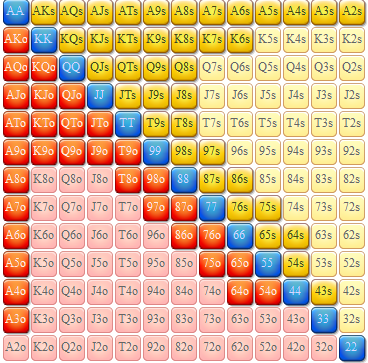 AA AKs AQs AJs ATs A9s A8s A7s A6s A5s A4s A3s A2s
AKo KK KQs KJs KTs K9s K8s K7s K6s K5s K4s K3s K2s
AQo KQo QQ QJs QTs Q9s Q8s Q7s Q6s Q5s Q4s Q3s Q2s
AJo KJo QJo JJ JTs J9s J8s J7s J6s J5s J4s J3s J2s
ATo KTo QTo JTo TT T9s T8s T7s T6s T5s T4s T3s T2s
A9o K9o Q9o J9o T9o 99 98s 97s 96s 95s 94s 93s 92s
A8o K8o Q8o J8o T8o 98o 88 87s 86s 85s 84s 83s 82s
A7o K7o Q7o J7o T7o 97o 87o 77 76s 75s 74s 73s 72s
A6o K6o Q6o J6o T6o 96o 86o 76o 66 65s 64s 63s 62s
A5o K5o Q5o J5o T5o 95o 85o 75o 65o 55 54s 53s 52s
A4o K4o Q4o J4o T4o 94o 84o 74o 64o 54o 44 43s 42s
A3o K3o Q3o J3o T3o 93o 83o 73o 63o 53o 43o 33 32s
A2o K2o Q2o J2o T2o 92o 82o 72o 62o 52o 42o 32o 22